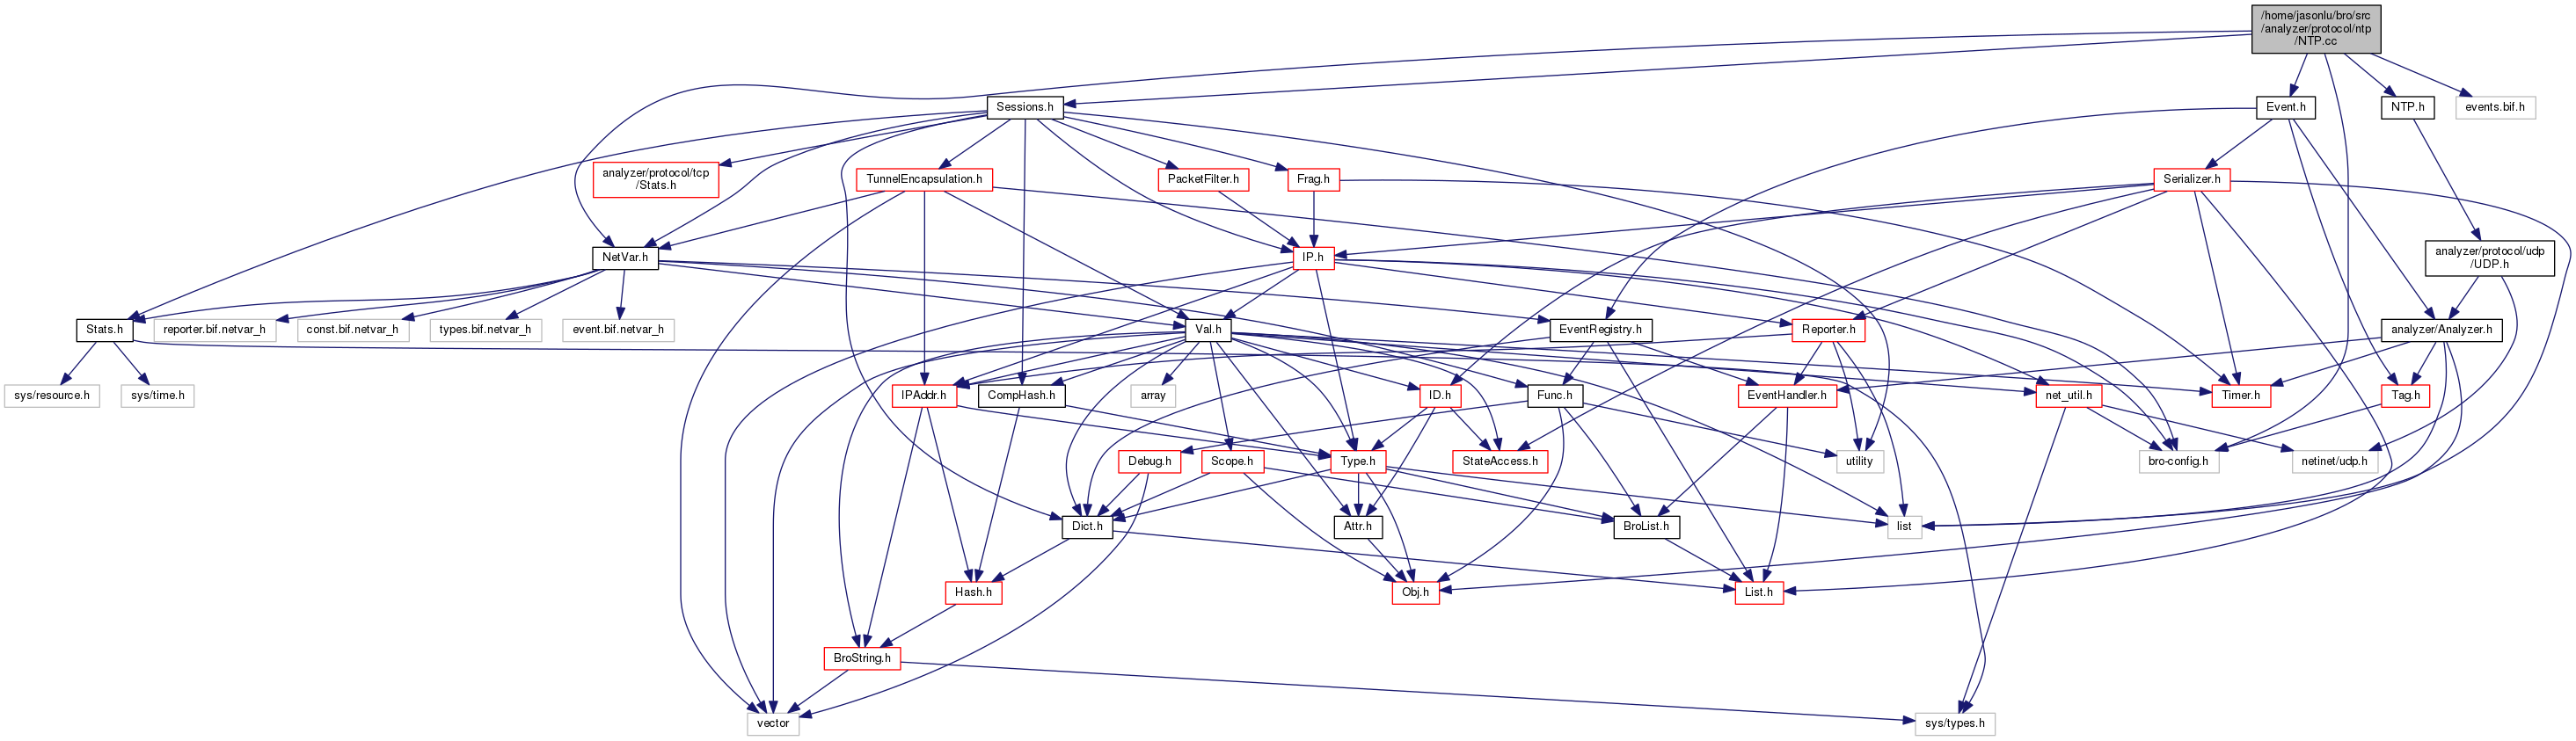 /home/jasonlu/bro/src
/analyzer/protocol/ntp
/NTP.cc
Sessions.h
Event.h
NTP.h
events.bif.h
analyzer/protocol/tcp
/Stats.h
TunnelEncapsulation.h
PacketFilter.h
Frag.h
Serializer.h
NetVar.h
IP.h
analyzer/protocol/udp
/UDP.h
Stats.h
reporter.bif.netvar_h
const.bif.netvar_h
types.bif.netvar_h
event.bif.netvar_h
Val.h
EventRegistry.h
Reporter.h
analyzer/Analyzer.h
sys/resource.h
sys/time.h
IPAddr.h
CompHash.h
array
ID.h
Func.h
EventHandler.h
net_util.h
Timer.h
Tag.h
Debug.h
Scope.h
Type.h
StateAccess.h
utility
bro-config.h
netinet/udp.h
Dict.h
Attr.h
BroList.h
list
Hash.h
Obj.h
List.h
BroString.h
vector
sys/types.h